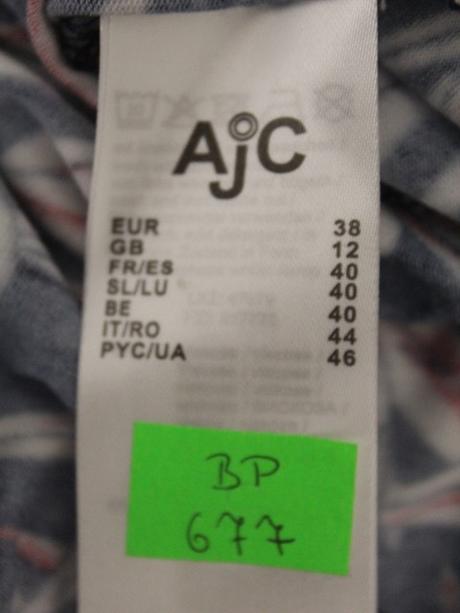 AjC
EUR 38
GB 12
FR/ES 40
SL/LU 40
BE 40
IT/RO 44
PYC/UA 46
BP
677